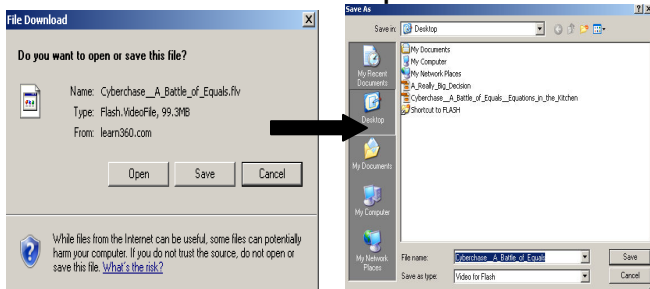 File Download
Do you want to open or save this file?
Name: Cyberchase__A_Battle_of_Equals.flv
Type: Flash.VideoFile, 99.3MB
From: learn360.com
Open Save Cancel
While files from the Internet can be useful, some files can potentially
harm your computer. If you do not trust the source, do not open or
save this file. What's the risk?
Save As
Save in: Desktop
My Recent
Documents
Desktop
My Documents
My Computer
My Network
Places
My Documents
My Computer
My Network Places
A_Really_Big_Decision
Cyberchase__A_Battle_of_Equals__Equations_in_the_Kitchen
Shortcut to FLASH
File name: Cyberchase__A_Battle_of_Equals Save
Save as type: Video for Flash Cancel